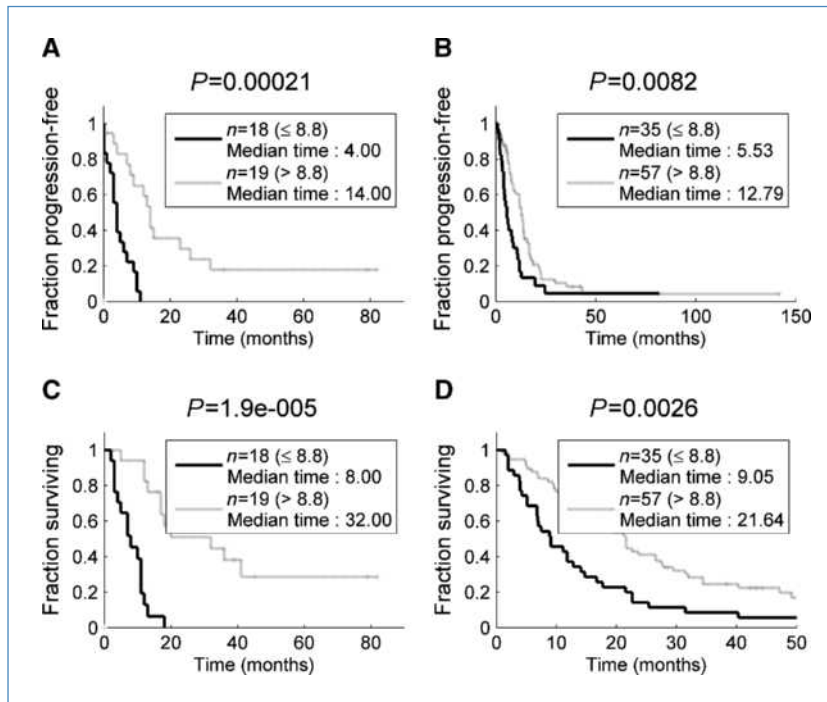 A
P=0.00021
Fraction progression-free
1
0.8
0.6
0.4
0.2
0
n=18 (≤ 8.8)
Median time : 4.00
n=19 (> 8.8)
Median time : 14.00
0 20 40 60 80
Time (months)
B
P=0.0082
Fraction progression-free
1
0.8
0.6
0.4
0.2
0
n=35 (≤ 8.8)
Median time : 5.53
n=57 (> 8.8)
Median time : 12.79
0 50 100 150
Time (months)
C
P=1.9e-005
Fraction surviving
1
0.8
0.6
0.4
0.2
0
n=18 (≤ 8.8)
Median time : 8.00
n=19 (> 8.8)
Median time : 32.00
0 20 40 60 80
Time (months)
D
P=0.0026
Fraction surviving
1
0.8
0.6
0.4
0.2
0
n=35 (≤ 8.8)
Median time : 9.05
n=57 (> 8.8)
Median time : 21.64
0 10 20 30 40 50
Time (months)